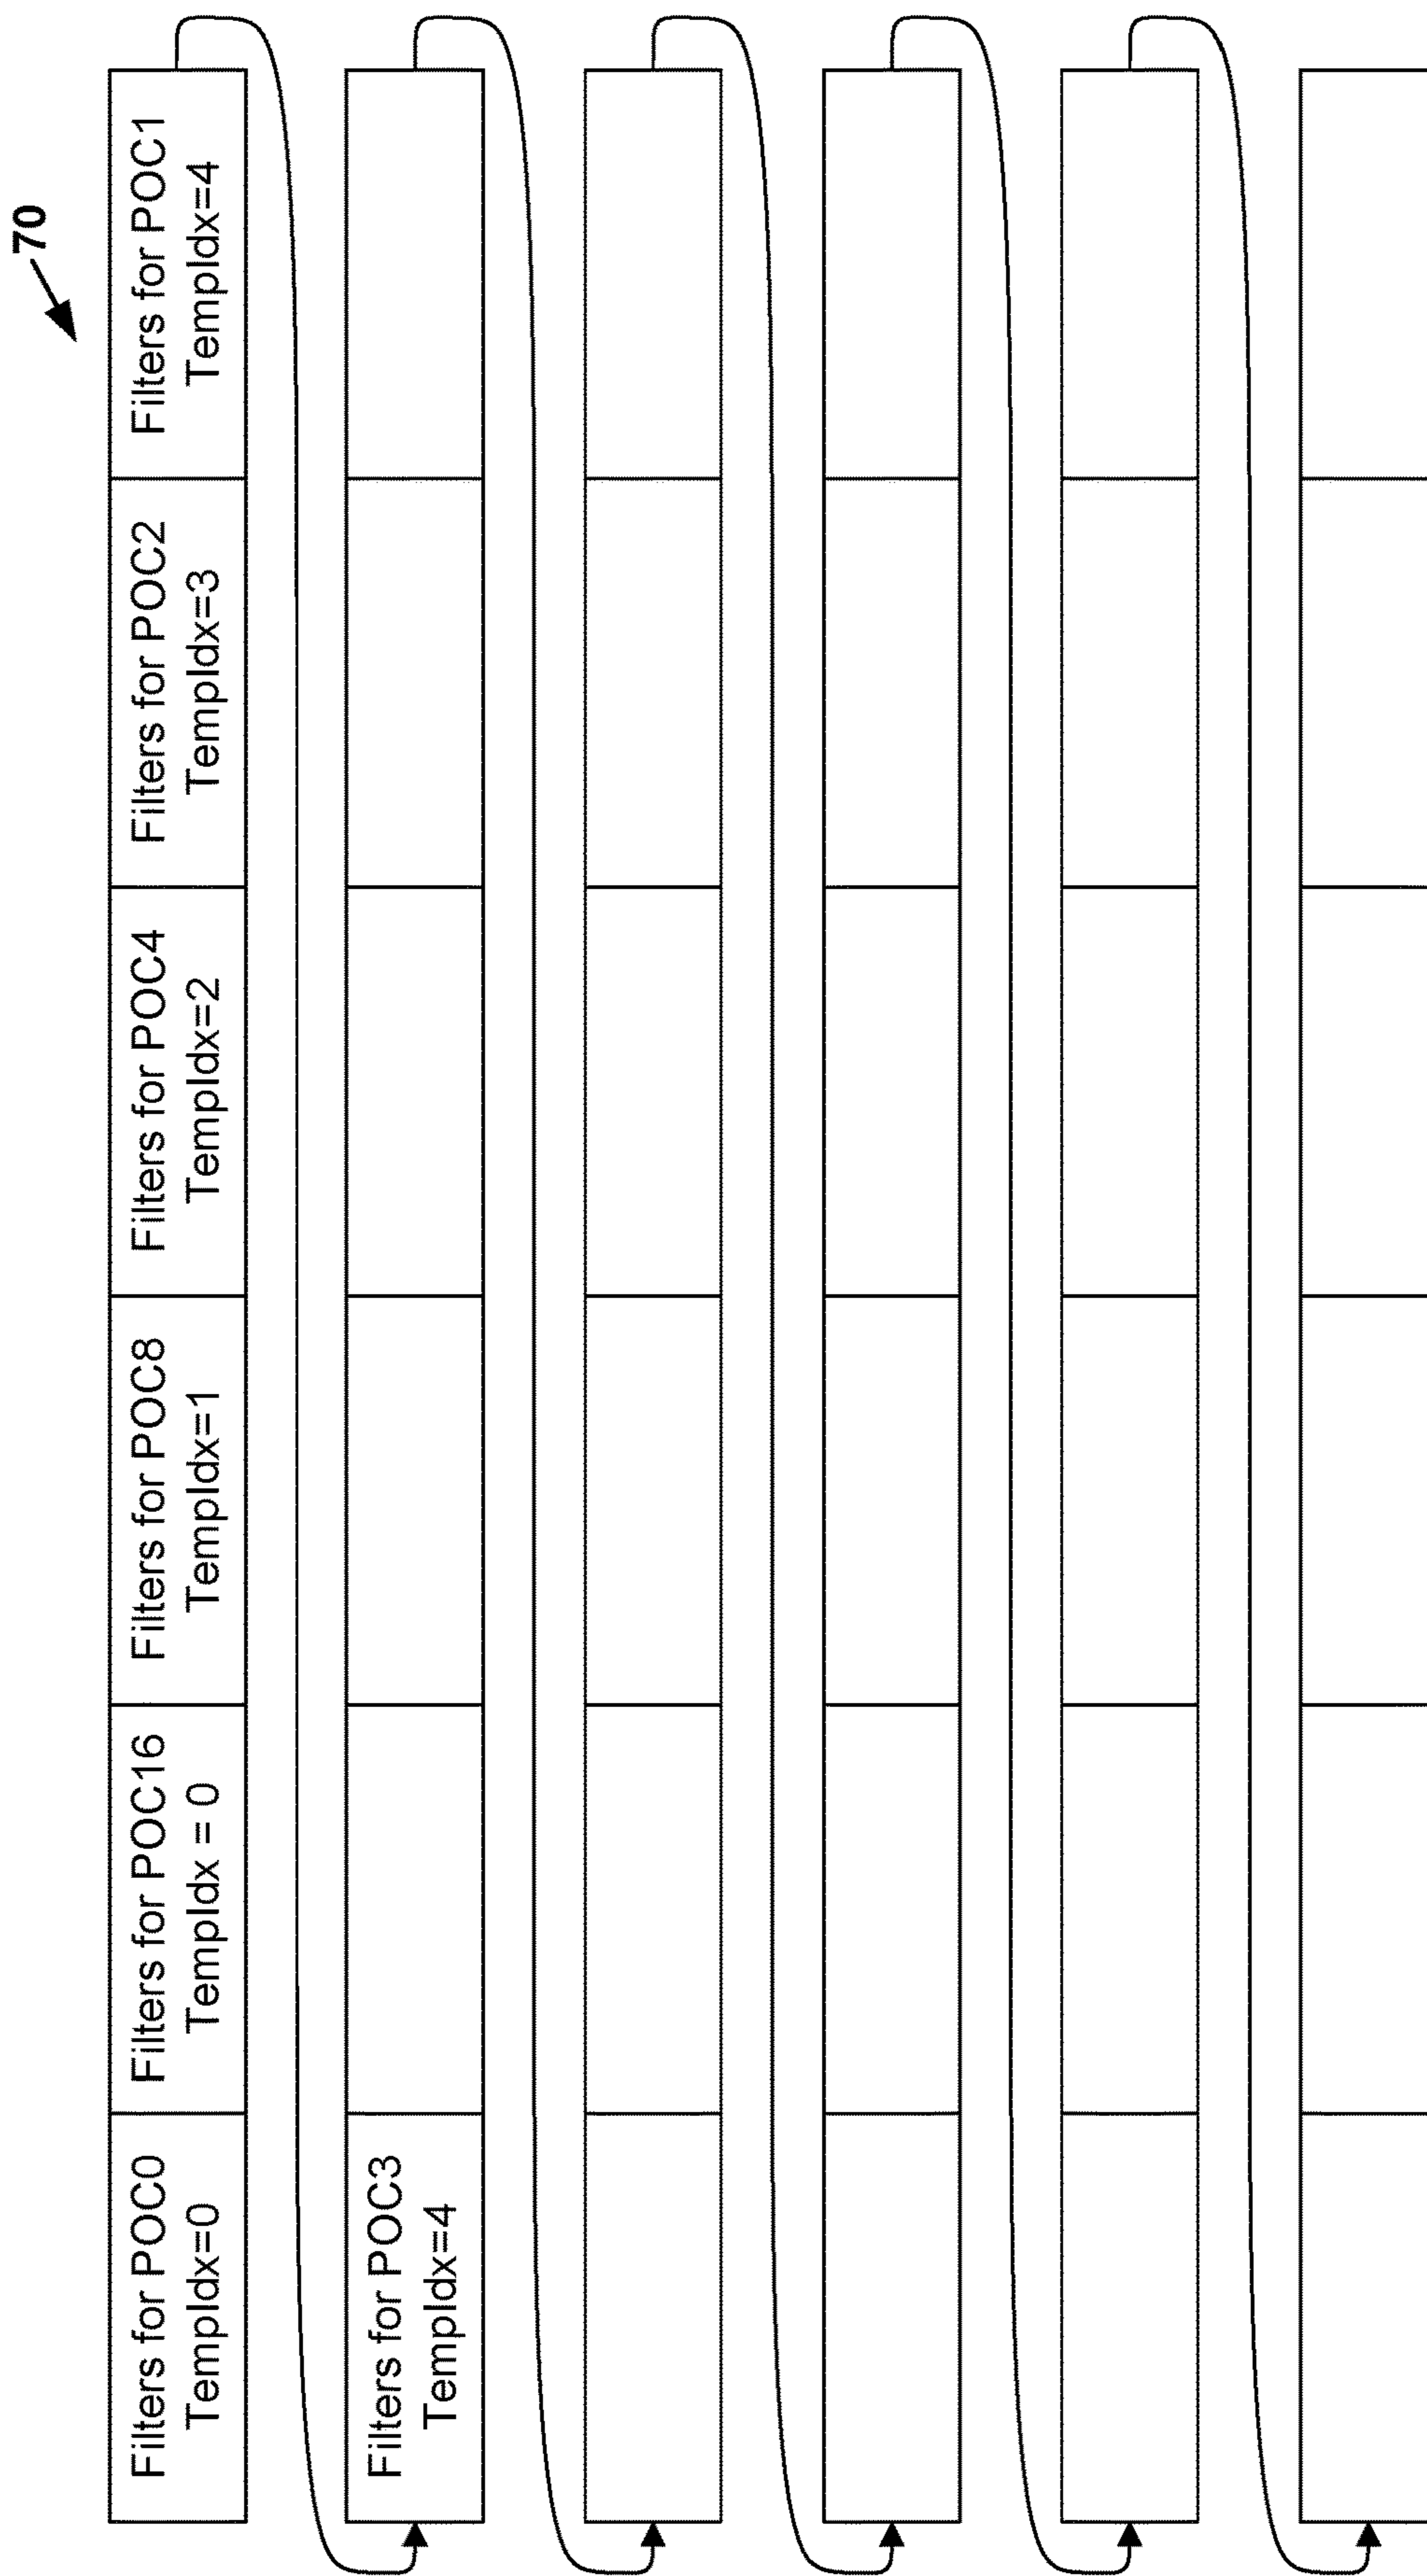 70
Filters for POC0
TempIdx=0
Filters for POC16
TempIdx = 0
Filters for POC8
TempIdx=1
Filters for POC4
TempIdx=2
Filters for POC2
TempIdx=3
Filters for POC1
TempIdx=4
Filters for POC3
TempIdx=4